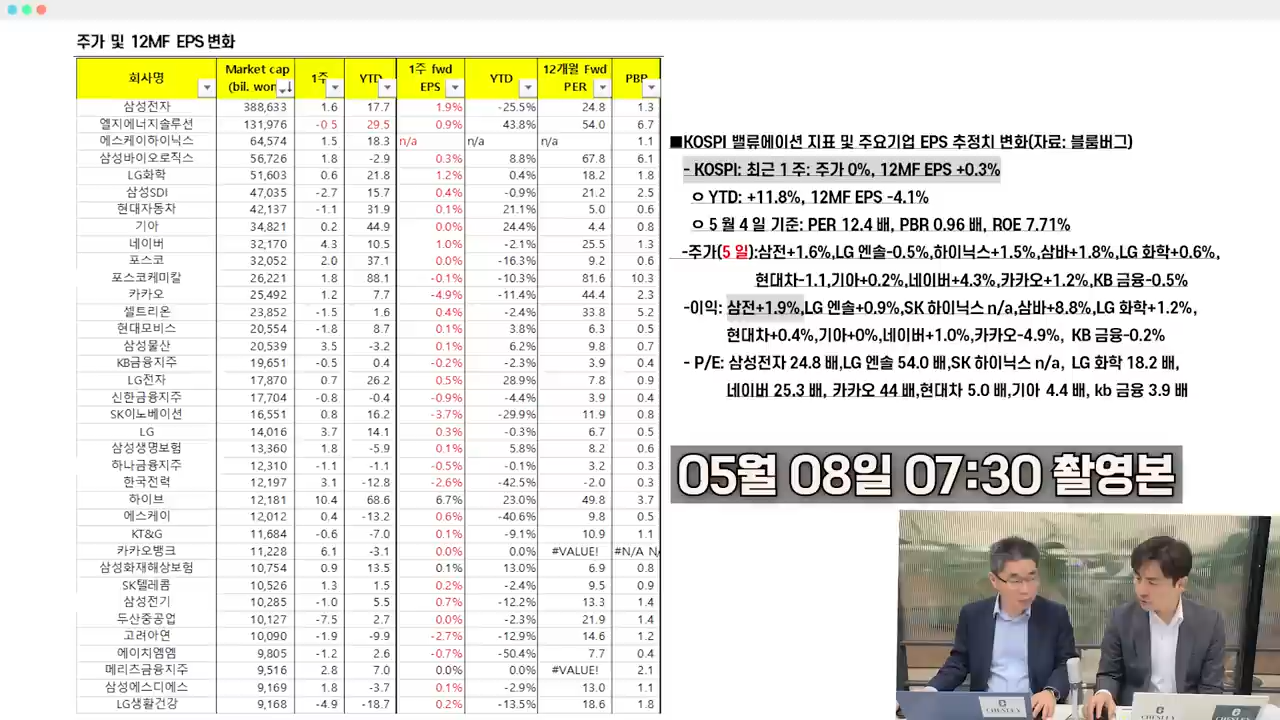 주가 및 12MF EPS변화
회사명 Market cap (bil. won) 1주 YTD 1주 fwd EPS YTD 12개월 Fwd PER PBR
삼성전자 388,633 1.6 17.7 1.9% -25.5% 24.8 1.3
엘지에너지솔루션 131,976 -0.5 29.5 0.9% 43.8% 54.0 6.7
에스케이하이닉스 64,574 1.5 18.3 n/a n/a n/a 1.1
삼성바이오로직스 56,726 1.8 -2.9 0.3% 8.8% 67.8 6.1
LG화학 51,603 0.6 21.8 1.2% 0.4% 18.2 1.8
삼성SDI 47,035 -2.7 15.7 0.4% -0.9% 21.2 2.5
현대자동차 42,137 -1.1 31.9 0.1% 21.1% 5.0 0.6
기아 34,821 0.2 44.9 0.0% 24.4% 4.4 0.8
네이버 32,170 4.3 10.5 1.0% -2.1% 25.5 1.3
포스코 32,052 2.0 37.1 0.0% -16.3% 9.2 0.6
포스코케미칼 26,221 1.8 88.1 -0.1% -10.3% 81.6 10.3
카카오 25,492 1.2 7.7 -4.9% -11.4% 44.4 2.3
셀트리온 23,852 -1.5 1.6 0.4% -2.4% 33.8 5.2
현대모비스 20,554 -1.8 8.7 0.1% 3.8% 6.3 0.5
삼성물산 20,539 3.5 -3.2 0.1% 6.2% 9.8 0.7
KB금융지주 19,651 -0.5 0.4 -0.2% -2.3% 3.9 0.4
LG전자 17,870 0.7 26.2 0.5% 28.9% 7.8 0.9
신한금융지주 17,704 -0.8 -0.4 -0.9% -4.4% 3.9 0.4
SK이노베이션 16,551 0.8 16.2 -3.7% -29.9% 11.9 0.8
LG 14,016 3.7 14.1 0.3% -0.3% 6.7 0.5
삼성생명보험 13,360 1.8 -5.9 0.1% 5.8% 8.2 0.6
하나금융지주 12,310 -1.1 -1.1 -0.5% -0.1% 3.2 0.3
한국전력 12,197 3.1 -12.8 -2.6% -42.5% -2.0 0.3
하이브 12,181 10.4 68.6 6.7% 23.0% 49.8 3.7
에스케이 12,012 0.4 -13.2 0.6% -40.6% 9.8 0.5
KT&G 11,684 -0.6 -7.0 0.1% -9.1% 10.9 1.1
카카오뱅크 11,228 6.1 -3.1 0.0% 0.0% #VALUE! #N/A N/
삼성화재해상보험 10,754 0.9 13.5 0.1% 13.0% 6.9 0.8
SK텔레콤 10,526 1.3 1.5 0.2% -2.4% 9.5 0.9
삼성전기 10,285 -1.0 5.5 0.7% -12.2% 13.3 1.4
두산중공업 10,127 -7.5 2.7 0.0% -2.3% 21.9 1.4
고려아연 10,090 -1.9 -9.9 -2.7% -12.9% 14.6 1.2
에이치엠엠 9,805 -1.2 2.6 -0.7% -50.4% 7.7 0.4
메리츠금융지주 9,516 2.8 7.0 0.0% 0.0% #VALUE! 2.1
삼성에스디에스 9,169 1.8 -3.7 0.1% -2.9% 13.0 1.1
LG생활건강 9,168 -4.9 -18.7 0.2% -13.5% 18.6 1.8
■KOSPI 밸류에이션 지표 및 주요기업 EPS 추정치 변화(자료: 블룸버그)
- KOSPI: 최근 1 주: 주가 0%, 12MF EPS +0.3%
ㅇ YTD: +11.8%, 12MF EPS -4.1%
ㅇ 5 월 4 일 기준: PER 12.4 배, PBR 0.96 배, ROE 7.71%
-주가(5 일):삼전+1.6%,LG 엔솔-0.5%,하이닉스+1.5%,삼바+1.8%,LG 화학+0.6%,
현대차-1.1,기아+0.2%,네이버+4.3%,카카오+1.2%,KB 금융-0.5%
-이익: 삼전+1.9%,LG 엔솔+0.9%,SK 하이닉스 n/a,삼바+8.8%,LG 화학+1.2%,
현대차+0.4%,기아+0%,네이버+1.0%,카카오-4.9%, KB 금융-0.2%
- P/E: 삼성전자 24.8 배,LG 엔솔 54.0 배,SK 하이닉스 n/a, LG 화학 18.2 배,
네이버 25.3 배, 카카오 44 배,현대차 5.0 배,기아 4.4 배, kb 금융 3.9 배
05월 08일 07:30 촬영본